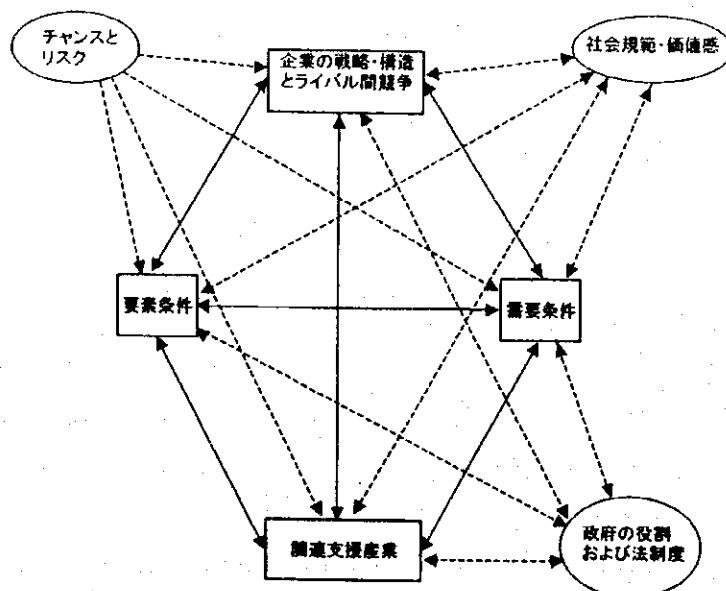 チャンスと
リスク
企業の戦略・構造
とライバル間競争
社会規範・価値感
要素条件
需要条件
関連支援産業
政府の役割
および法制度